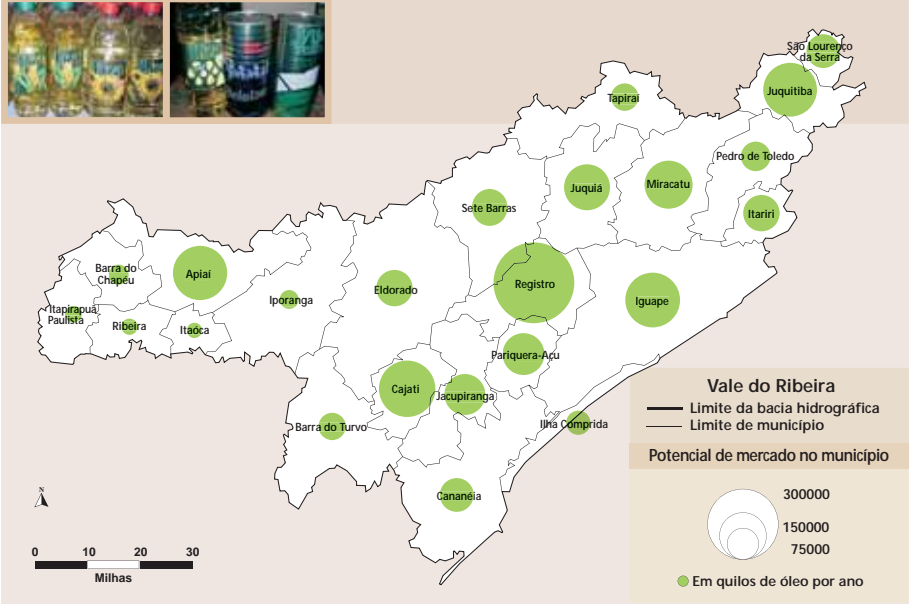 São Lourenço
da Serra
Juquitiba
Tapiraí
Pedro de Toledo
Juquiá
Miracatu
Sete Barras
Itariri
Barra do
Chapéu
Apiaí
Registro
Eldorado
Iporanga
Iguape
Itapirapuã
Paulista
Ribeira
Itaoca
Pariquera-Açu
Cajati
Jacupiranga
Barra do Turvo
Ilha Comprida
Cananéia
Vale do Ribeira
Limite da bacia hidrográfica
Limite de município
Potencial de mercado no município
300000
150000
75000
Em quilos de óleo por ano
N
0 10 20 30
Milhas